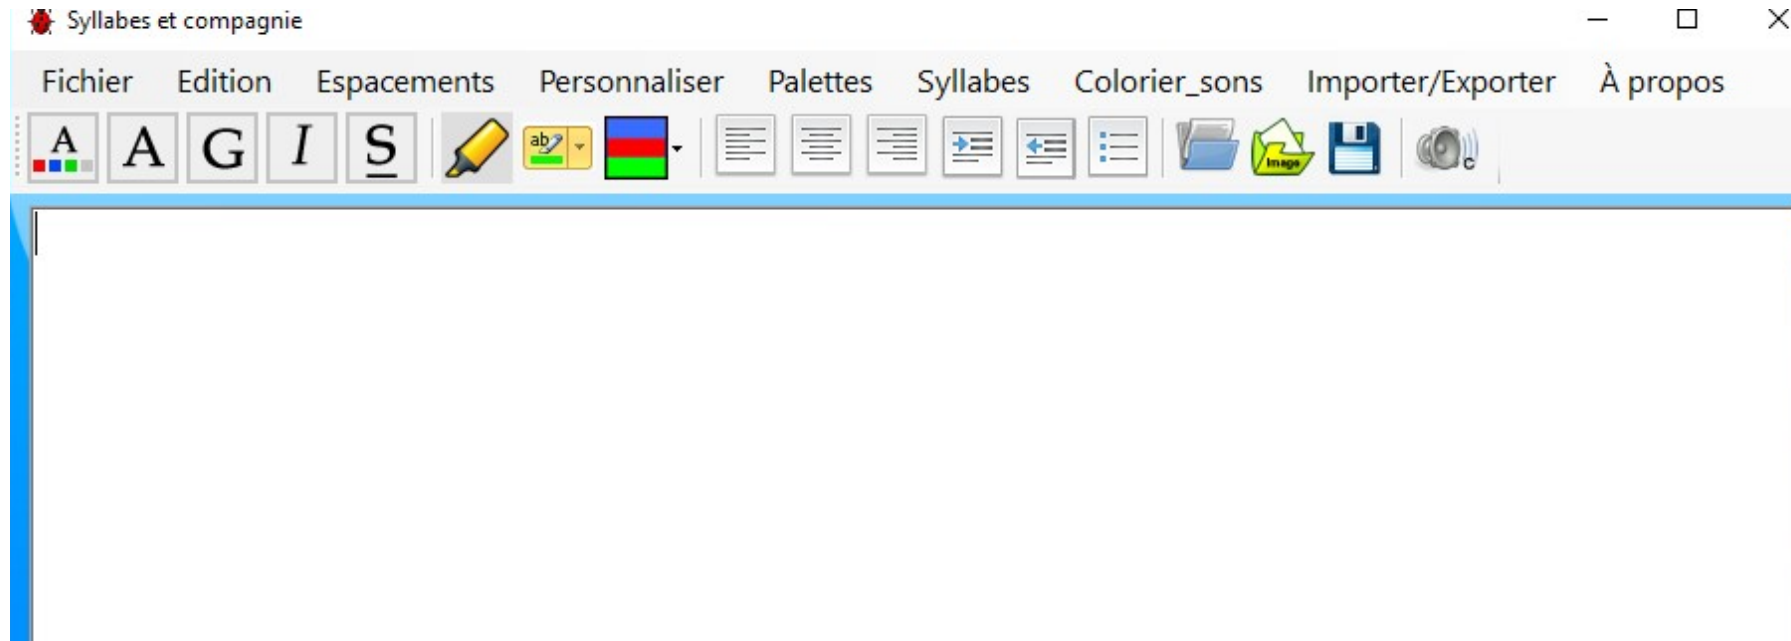 Syllabes et compagnie
Fichier Edition Espacements Personnaliser Palettes Syllabes Colorier_sons Importer/Exporter À propos
A A G I S ab Image c